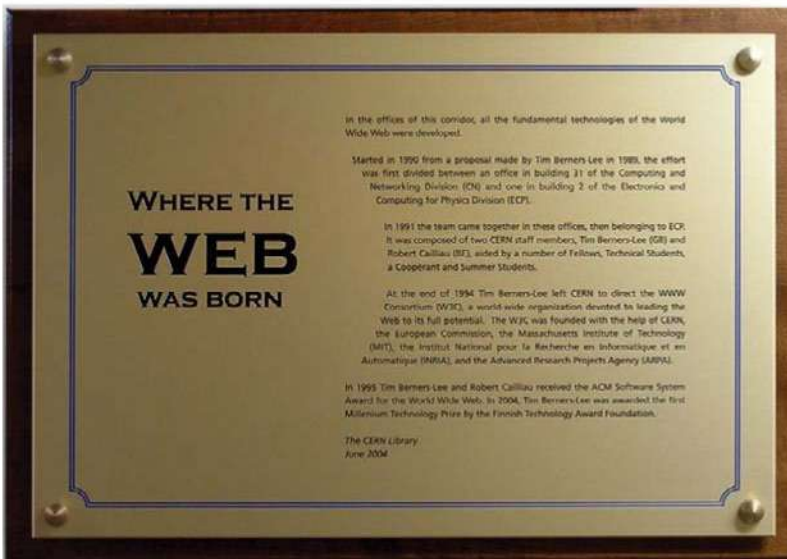 WHERE THE
WEB
WAS BORN
In the offices of this corridor, all the fundamental technologies of the World
Wide Web were developed.
Started in 1990 from a proposal made by Tim Berners-Lee in 1989, the effort
was first divided between an office in building 31 of the Computing and
Networking Division (CN) and one in building 2 of the Electronics and
Computing for Physics Division (ECP).
In 1991 the team came together in these offices, then belonging to ECP.
It was composed of two CERN staff members, Tim Berners-Lee (GB) and
Robert Cailliau (BE), aided by a number of Fellows, Technical Students,
a Coopérant and Summer Students.
At the end of 1994 Tim Berners-Lee left CERN to direct the WWW
Consortium (W3C), a world-wide organization devoted to leading the
Web to its full potential. The W3C was founded with the help of CERN,
the European Commission, the Massachusetts Institute of Technology
(MIT), the Institut National pour la Recherche en Informatique et en
Automatique (INRIA), and the Advanced Research Projects Agency (ARPA).
In 1995 Tim Berners-Lee and Robert Cailliau received the ACM Software System
Award for the World Wide Web. In 2004, Tim Berners-Lee was awarded the first
Millenium Technology Prize by the Finnish Technology Award Foundation.
The CERN Library
June 2004